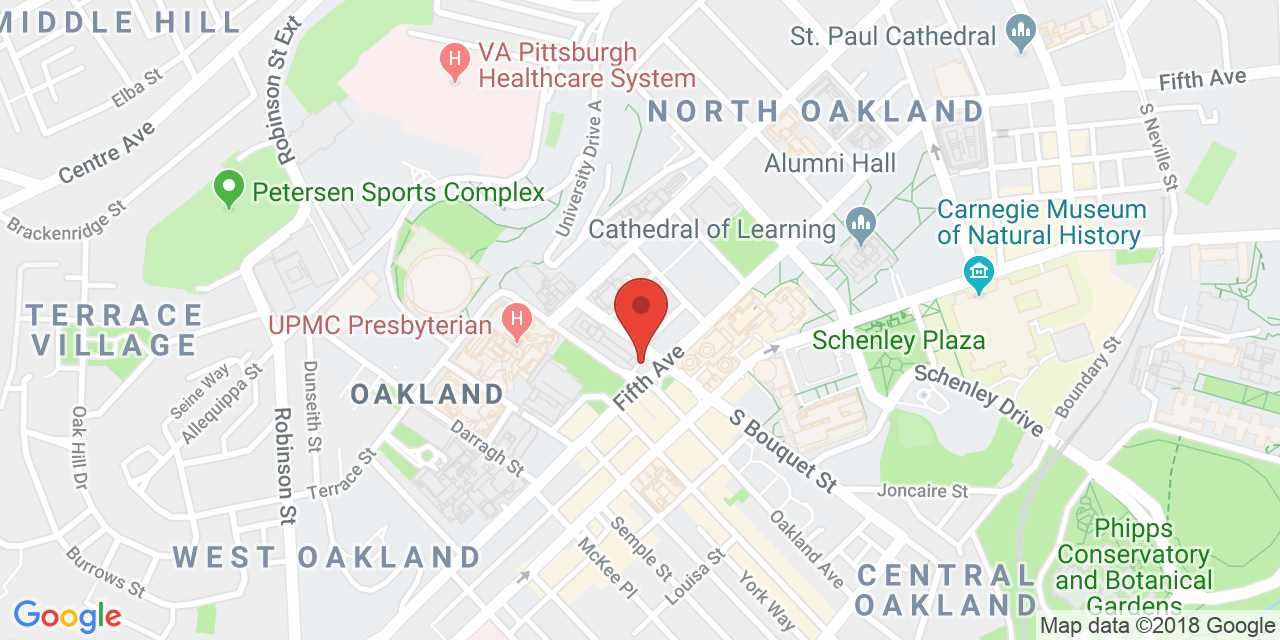 MIDDLE HILL
Robinson St Ext
Elba St
Centre Ave
VA Pittsburgh
Healthcare System
St. Paul Cathedral
Fifth Ave
NORTH OAKLAND
S Neville St
Alumni Hall
University Drive A
Petersen Sports Complex
Brackenridge St
Cathedral of Learning
Carnegie Museum
of Natural History
TERRACE
VILLAGE
UPMC Presbyterian
H
H
Schenley Plaza
Boundary St
Seine Way
Allequippa St
Dunseith St
OAKLAND
Fifth Ave
Schenley Drive
Oak Hill Dr
Robinson St
Darragh St
Terrace St
S Bouquet St
Joncaire St
WEST OAKLAND
Burrows St
Semple St
McKee Pl
Louisa St
Oakland Ave
York Way
CENTRAL
OAKLAND
Phipps
Conservatory
and Botanical
Gardens
Google
Map data ©2018 Google